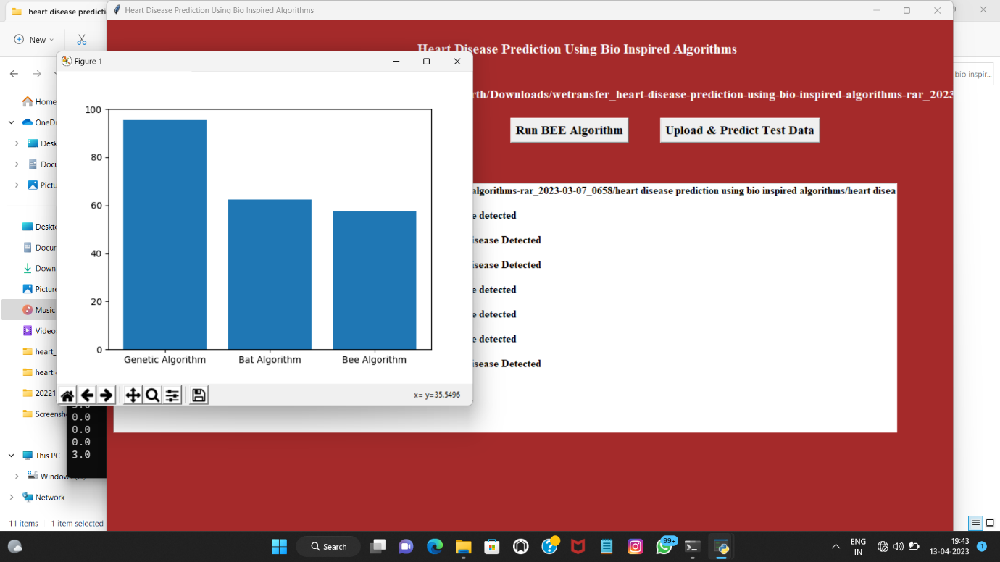 heart disease predicti
Heart Disease Prediction Using Bio Inspired Algorithms
New
Heart Disease Prediction Using Bio Inspired Algorithms
Figure 1
bio inspir...
rth/Downloads/wetransfer_heart-disease-prediction-using-bio-inspired-algorithms-rar_2023
Run BEE Algorithm
Upload & Predict Test Data
100
80
60
40
20
0
Genetic Algorithm
Bat Algorithm
Bee Algorithm
x= y=35.5496
algorithms-rar_2023-03-07_0658/heart disease prediction using bio inspired algorithms/heart disea
e detected
isease Detected
isease Detected
e detected
e detected
e detected
isease Detected
Home
OneD
Desk
Docu
Pictu
Deskto
Docur
Down
Picture
Music
Video
heart_
heart
20221
Screensh
This PC
Windows (C:)
Network
0.0
0.0
0.0
3.0
11 items
1 item selected
Search
99+
ENG
IN
19:43
13-04-2023
1